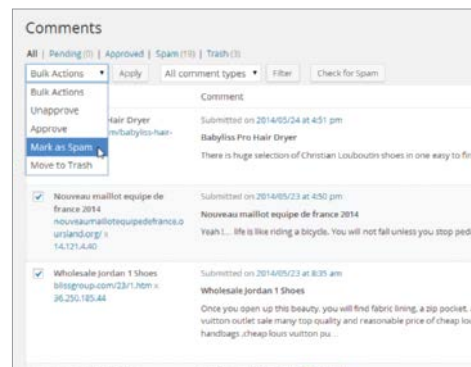 Comments
All | Pending (0) | Approved | Spam (19) | Trash (3)
Bulk Actions Apply All comment types Filter Check for Spam
Bulk Actions
Unapprove
Approve
Mark as Spam
Move to Trash
Comment
Hair Dryer
m/babyliss-hair-
Submitted on 2014/05/24 at 4:51 pm
Babyliss Pro Hair Dryer
There is huge selection of Christian Louboutin shoes in one easy to fin
Nouveau maillot equipe de
france 2014
nouveaumaillotequipedefrance.o
ursland.org/ x
14.121.4.40
Submitted on 2014/05/23 at 4:50 pm
Nouveau maillot equipe de france 2014
Yeah !... life is like riding a bicycle. You will not fall unless you stop ped
Wholesale Jordan 1 Shoes
blissgroup.com/23/1.htm x
36.250.185.44
Submitted on 2014/05/23 at 8:35 am
Wholesale Jordan 1 Shoes
Once you open up this beauty, you will find fabric lining, a zip pocket,
vuitton outlet sale many top quality and reasonable price of cheap lou
handbags ,cheap louis vuitton pu...